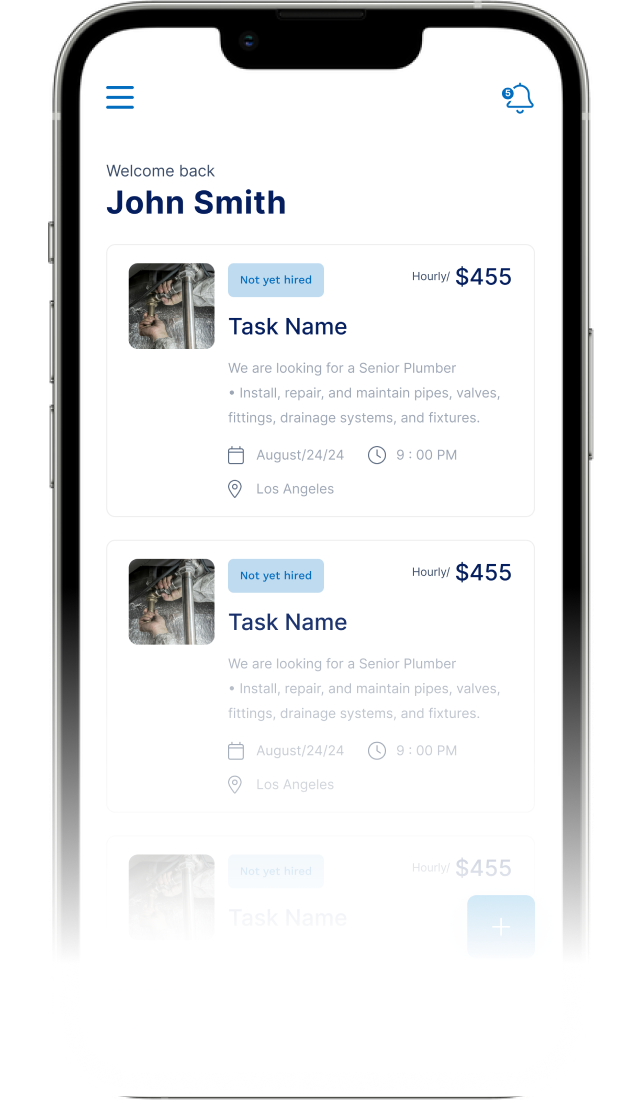 5
Welcome back
John Smith
Not yet hired
Hourly/ $455
Task Name
We are looking for a Senior Plumber
• Install, repair, and maintain pipes, valves,
fittings, drainage systems, and fixtures.
August/24/24 9 : 00 PM
Los Angeles
Not yet hired
Hourly/ $455
Task Name
We are looking for a Senior Plumber
• Install, repair, and maintain pipes, valves,
fittings, drainage systems, and fixtures.
August/24/24 9 : 00 PM
Los Angeles
Not yet hired
Hourly/ $455
Task Name
+